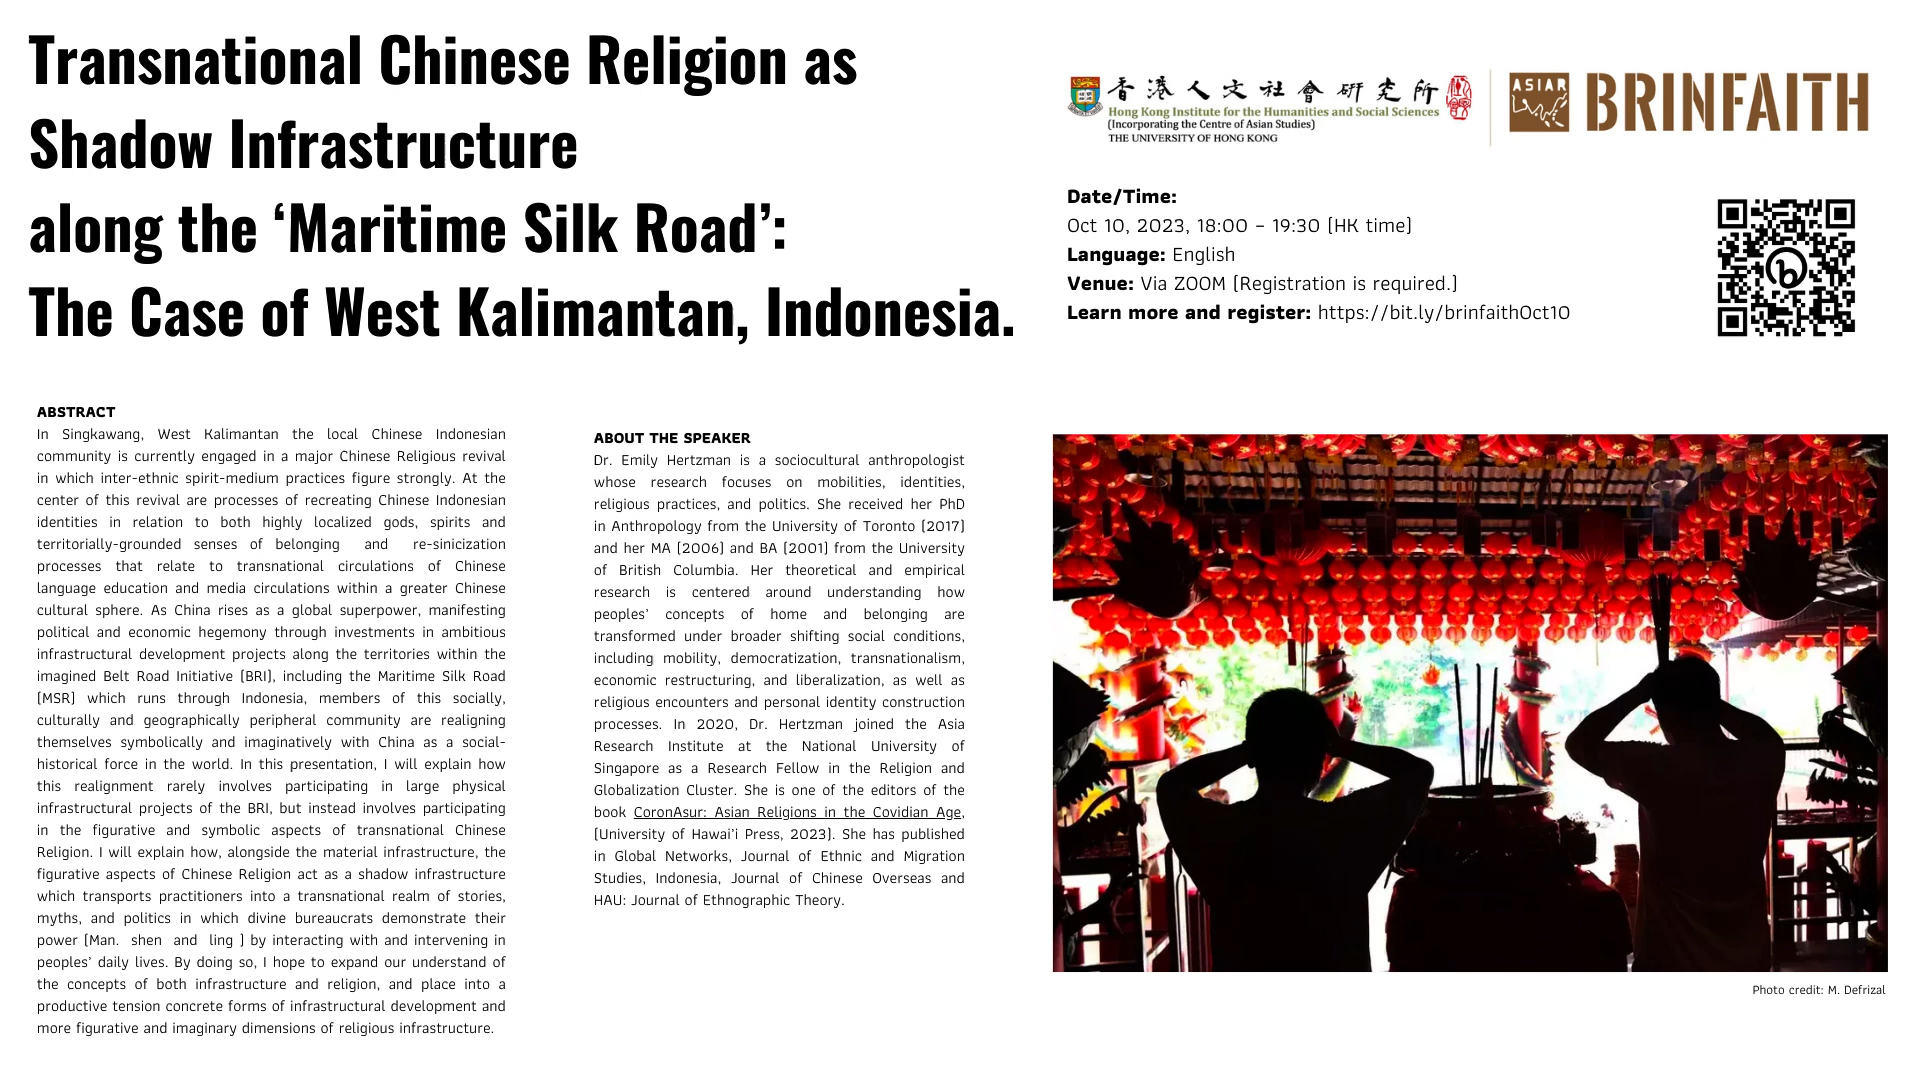 Transnational Chinese Religion as
Shadow Infrastructure
along the ‘Maritime Silk Road’:
The Case of West Kalimantan, Indonesia.
香港人文社會研究所
Hong Kong Institute for the Humanities and Social Sciences
(Incorporating the Centre of Asian Studies)
THE UNIVERSITY OF HONG KONG
ASIAR
BRINFAITH
Date/Time:
Oct 10, 2023, 18:00 – 19:30 (HK time)
Language: English
Venue: Via ZOOM (Registration is required.)
Learn more and register: https://bit.ly/brinfaithOct10
ABSTRACT
In Singkawang, West Kalimantan the local Chinese Indonesian
community is currently engaged in a major Chinese Religious revival
in which inter-ethnic spirit-medium practices figure strongly. At the
center of this revival are processes of recreating Chinese Indonesian
identities in relation to both highly localized gods, spirits and
territorially-grounded senses of belonging and re-sinicization
processes that relate to transnational circulations of Chinese
language education and media circulations within a greater Chinese
cultural sphere. As China rises as a global superpower, manifesting
political and economic hegemony through investments in ambitious
infrastructural development projects along the territories within the
imagined Belt Road Initiative (BRI), including the Maritime Silk Road
(MSR) which runs through Indonesia, members of this socially,
culturally and geographically peripheral community are realigning
themselves symbolically and imaginatively with China as a social-
historical force in the world. In this presentation, I will explain how
this realignment rarely involves participating in large physical
infrastructural projects of the BRI, but instead involves participating
in the figurative and symbolic aspects of transnational Chinese
Religion. I will explain how, alongside the material infrastructure, the
figurative aspects of Chinese Religion act as a shadow infrastructure
which transports practitioners into a transnational realm of stories,
myths, and politics in which divine bureaucrats demonstrate their
power (Man. shen and ling ) by interacting with and intervening in
peoples’ daily lives. By doing so, I hope to expand our understand of
the concepts of both infrastructure and religion, and place into a
productive tension concrete forms of infrastructural development and
more figurative and imaginary dimensions of religious infrastructure.
ABOUT THE SPEAKER
Dr. Emily Hertzman is a sociocultural anthropologist
whose research focuses on mobilities, identities,
religious practices, and politics. She received her PhD
in Anthropology from the University of Toronto (2017)
and her MA (2006) and BA (2001) from the University
of British Columbia. Her theoretical and empirical
research is centered around understanding how
peoples’ concepts of home and belonging are
transformed under broader shifting social conditions,
including mobility, democratization, transnationalism,
economic restructuring, and liberalization, as well as
religious encounters and personal identity construction
processes. In 2020, Dr. Hertzman joined the Asia
Research Institute at the National University of
Singapore as a Research Fellow in the Religion and
Globalization Cluster. She is one of the editors of the
book CoronAsur: Asian Religions in the Covidian Age,
(University of Hawai’i Press, 2023). She has published
in Global Networks, Journal of Ethnic and Migration
Studies, Indonesia, Journal of Chinese Overseas and
HAU: Journal of Ethnographic Theory.
Photo credit: M. Defrizal